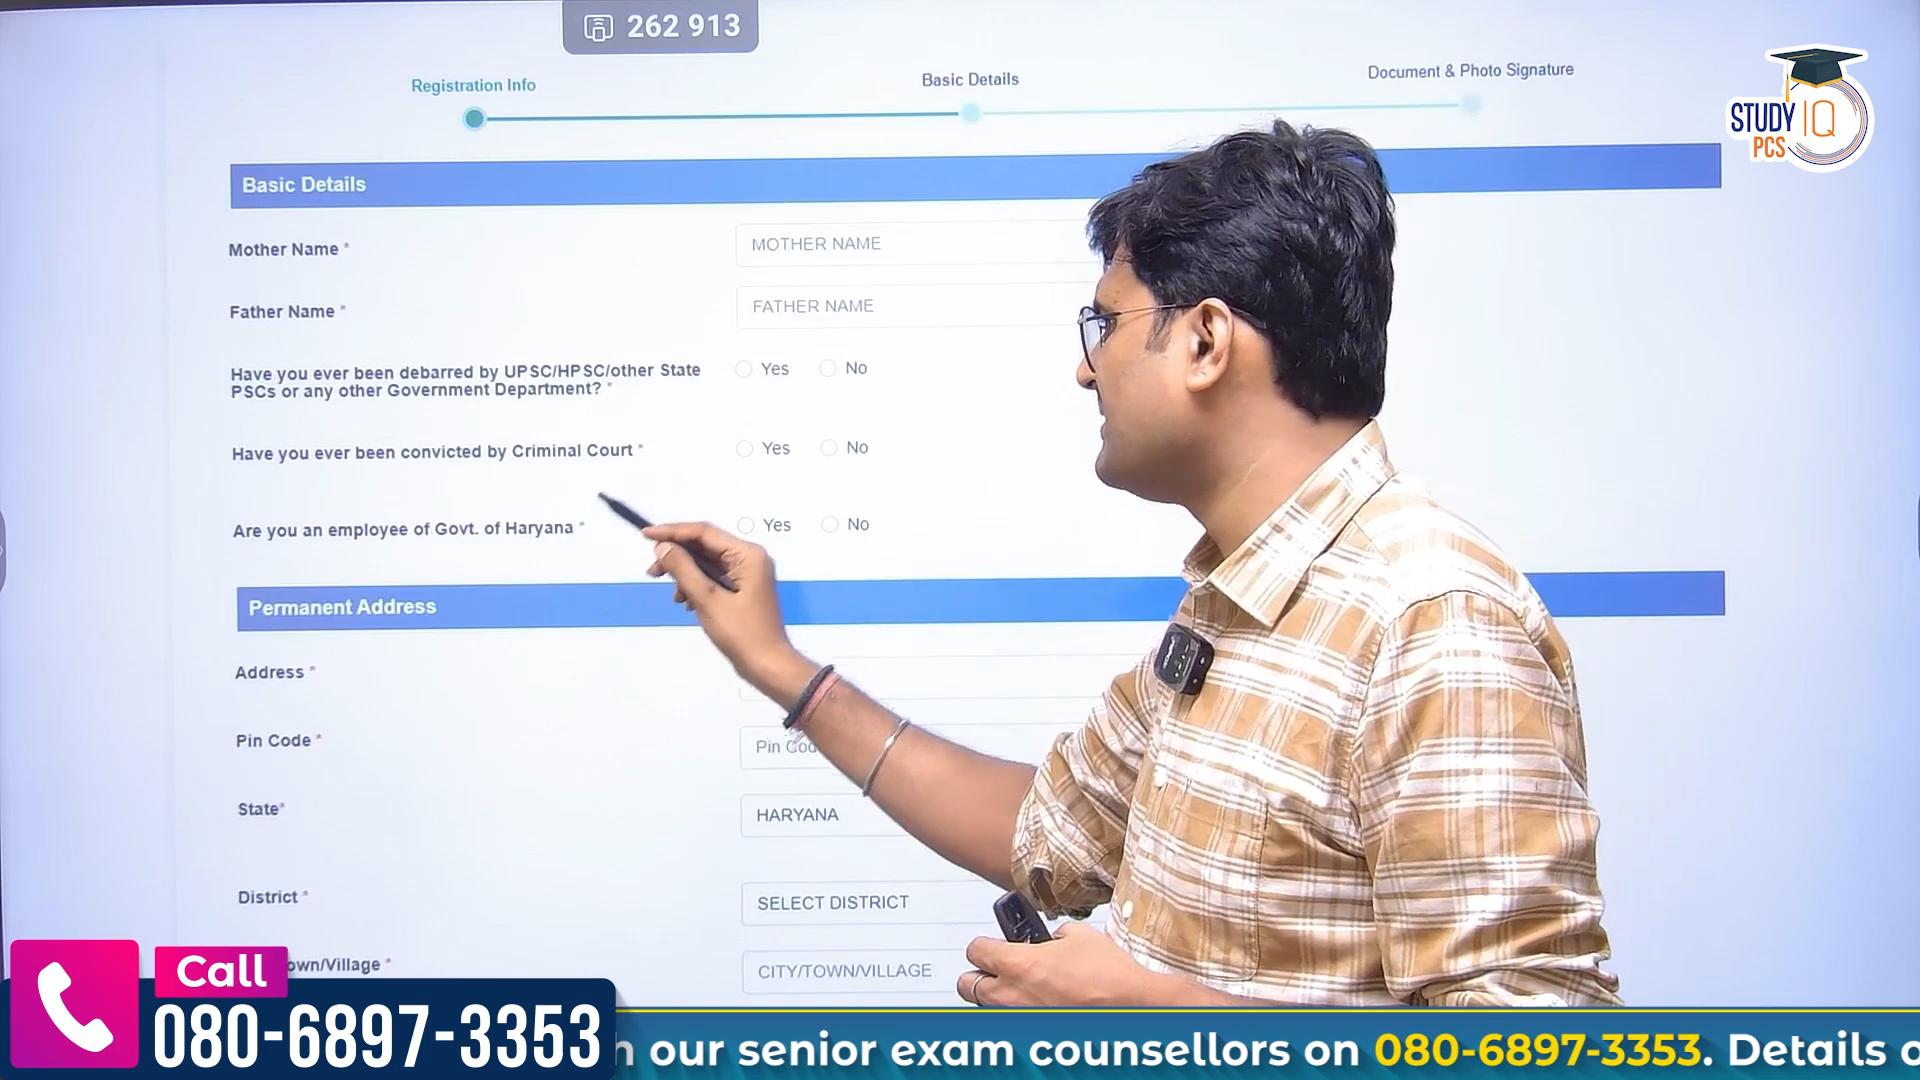 262 913
Registration Info
Basic Details
Document & Photo Signature
STUDY IQ
PCS
Basic Details
Mother Name *
MOTHER NAME
Father Name *
FATHER NAME
Have you ever been debarred by UPSC/HPSC/other State
PSCs or any other Government Department? *
Yes No
Have you ever been convicted by Criminal Court *
Yes No
Are you an employee of Govt. of Haryana *
Yes No
Permanent Address
Address *
Pin Code *
Pin Co
State*
HARYANA
District *
SELECT DISTRICT
own/Village *
CITY/TOWN/VILLAGE
Call
080-6897-3353
h our senior exam counsellors on 080-6897-3353. Details o